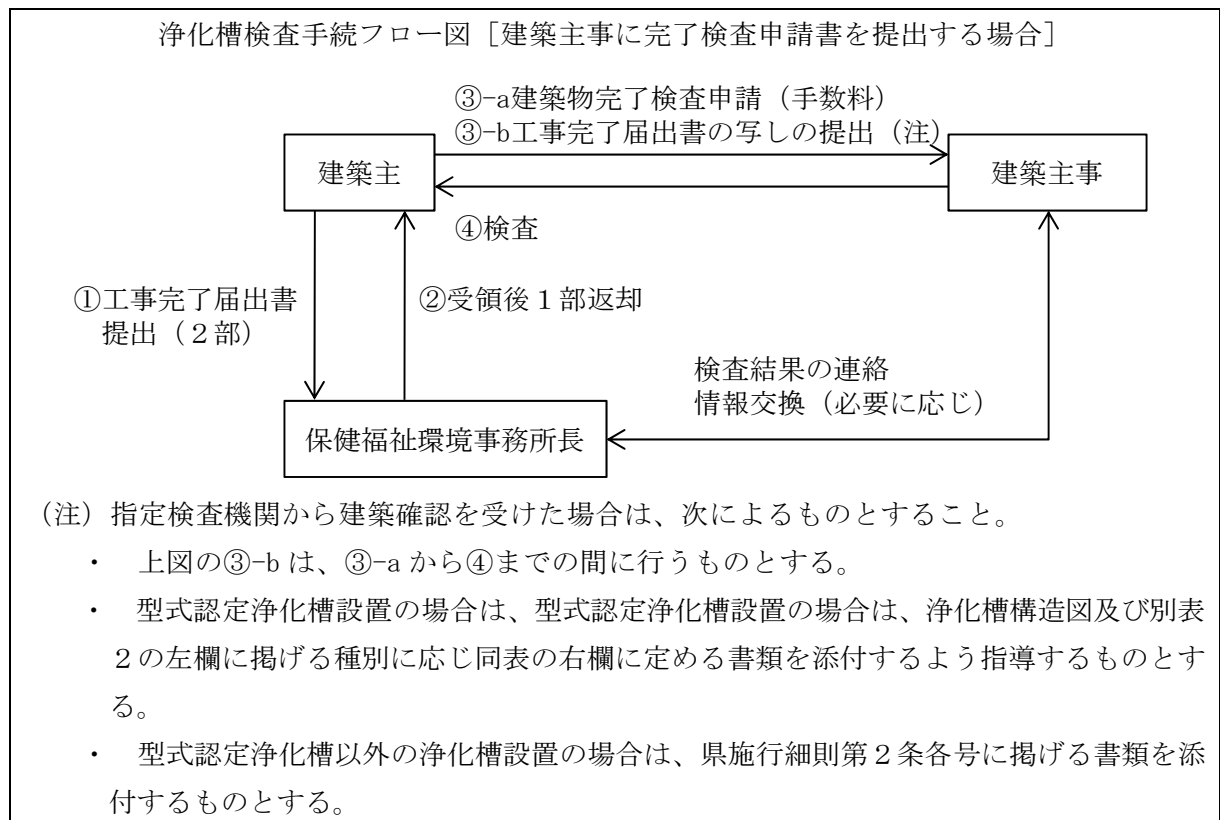 浄化槽検査手続フロー図［建築主事に完了検査申請書を提出する場合］
③-a建築物完了検査申請（手数料）
③-b工事完了届出書の写しの提出（注）
建築主
建築主事
④検査
①工事完了届出書
提出（２部）
②受領後１部返却
検査結果の連絡
情報交換（必要に応じ）
保健福祉環境事務所長
（注）指定検査機関から建築確認を受けた場合は、次によるものとすること。
・ 上図の③-b は、③-a から④までの間に行うものとする。
・ 型式認定浄化槽設置の場合は、型式認定浄化槽設置の場合は、浄化槽構造図及び別表
２の左欄に掲げる種別に応じ同表の右欄に定める書類を添付するよう指導するものとす
る。
・ 型式認定浄化槽以外の浄化槽設置の場合は、県施行細則第２条各号に掲げる書類を添
付するものとする。